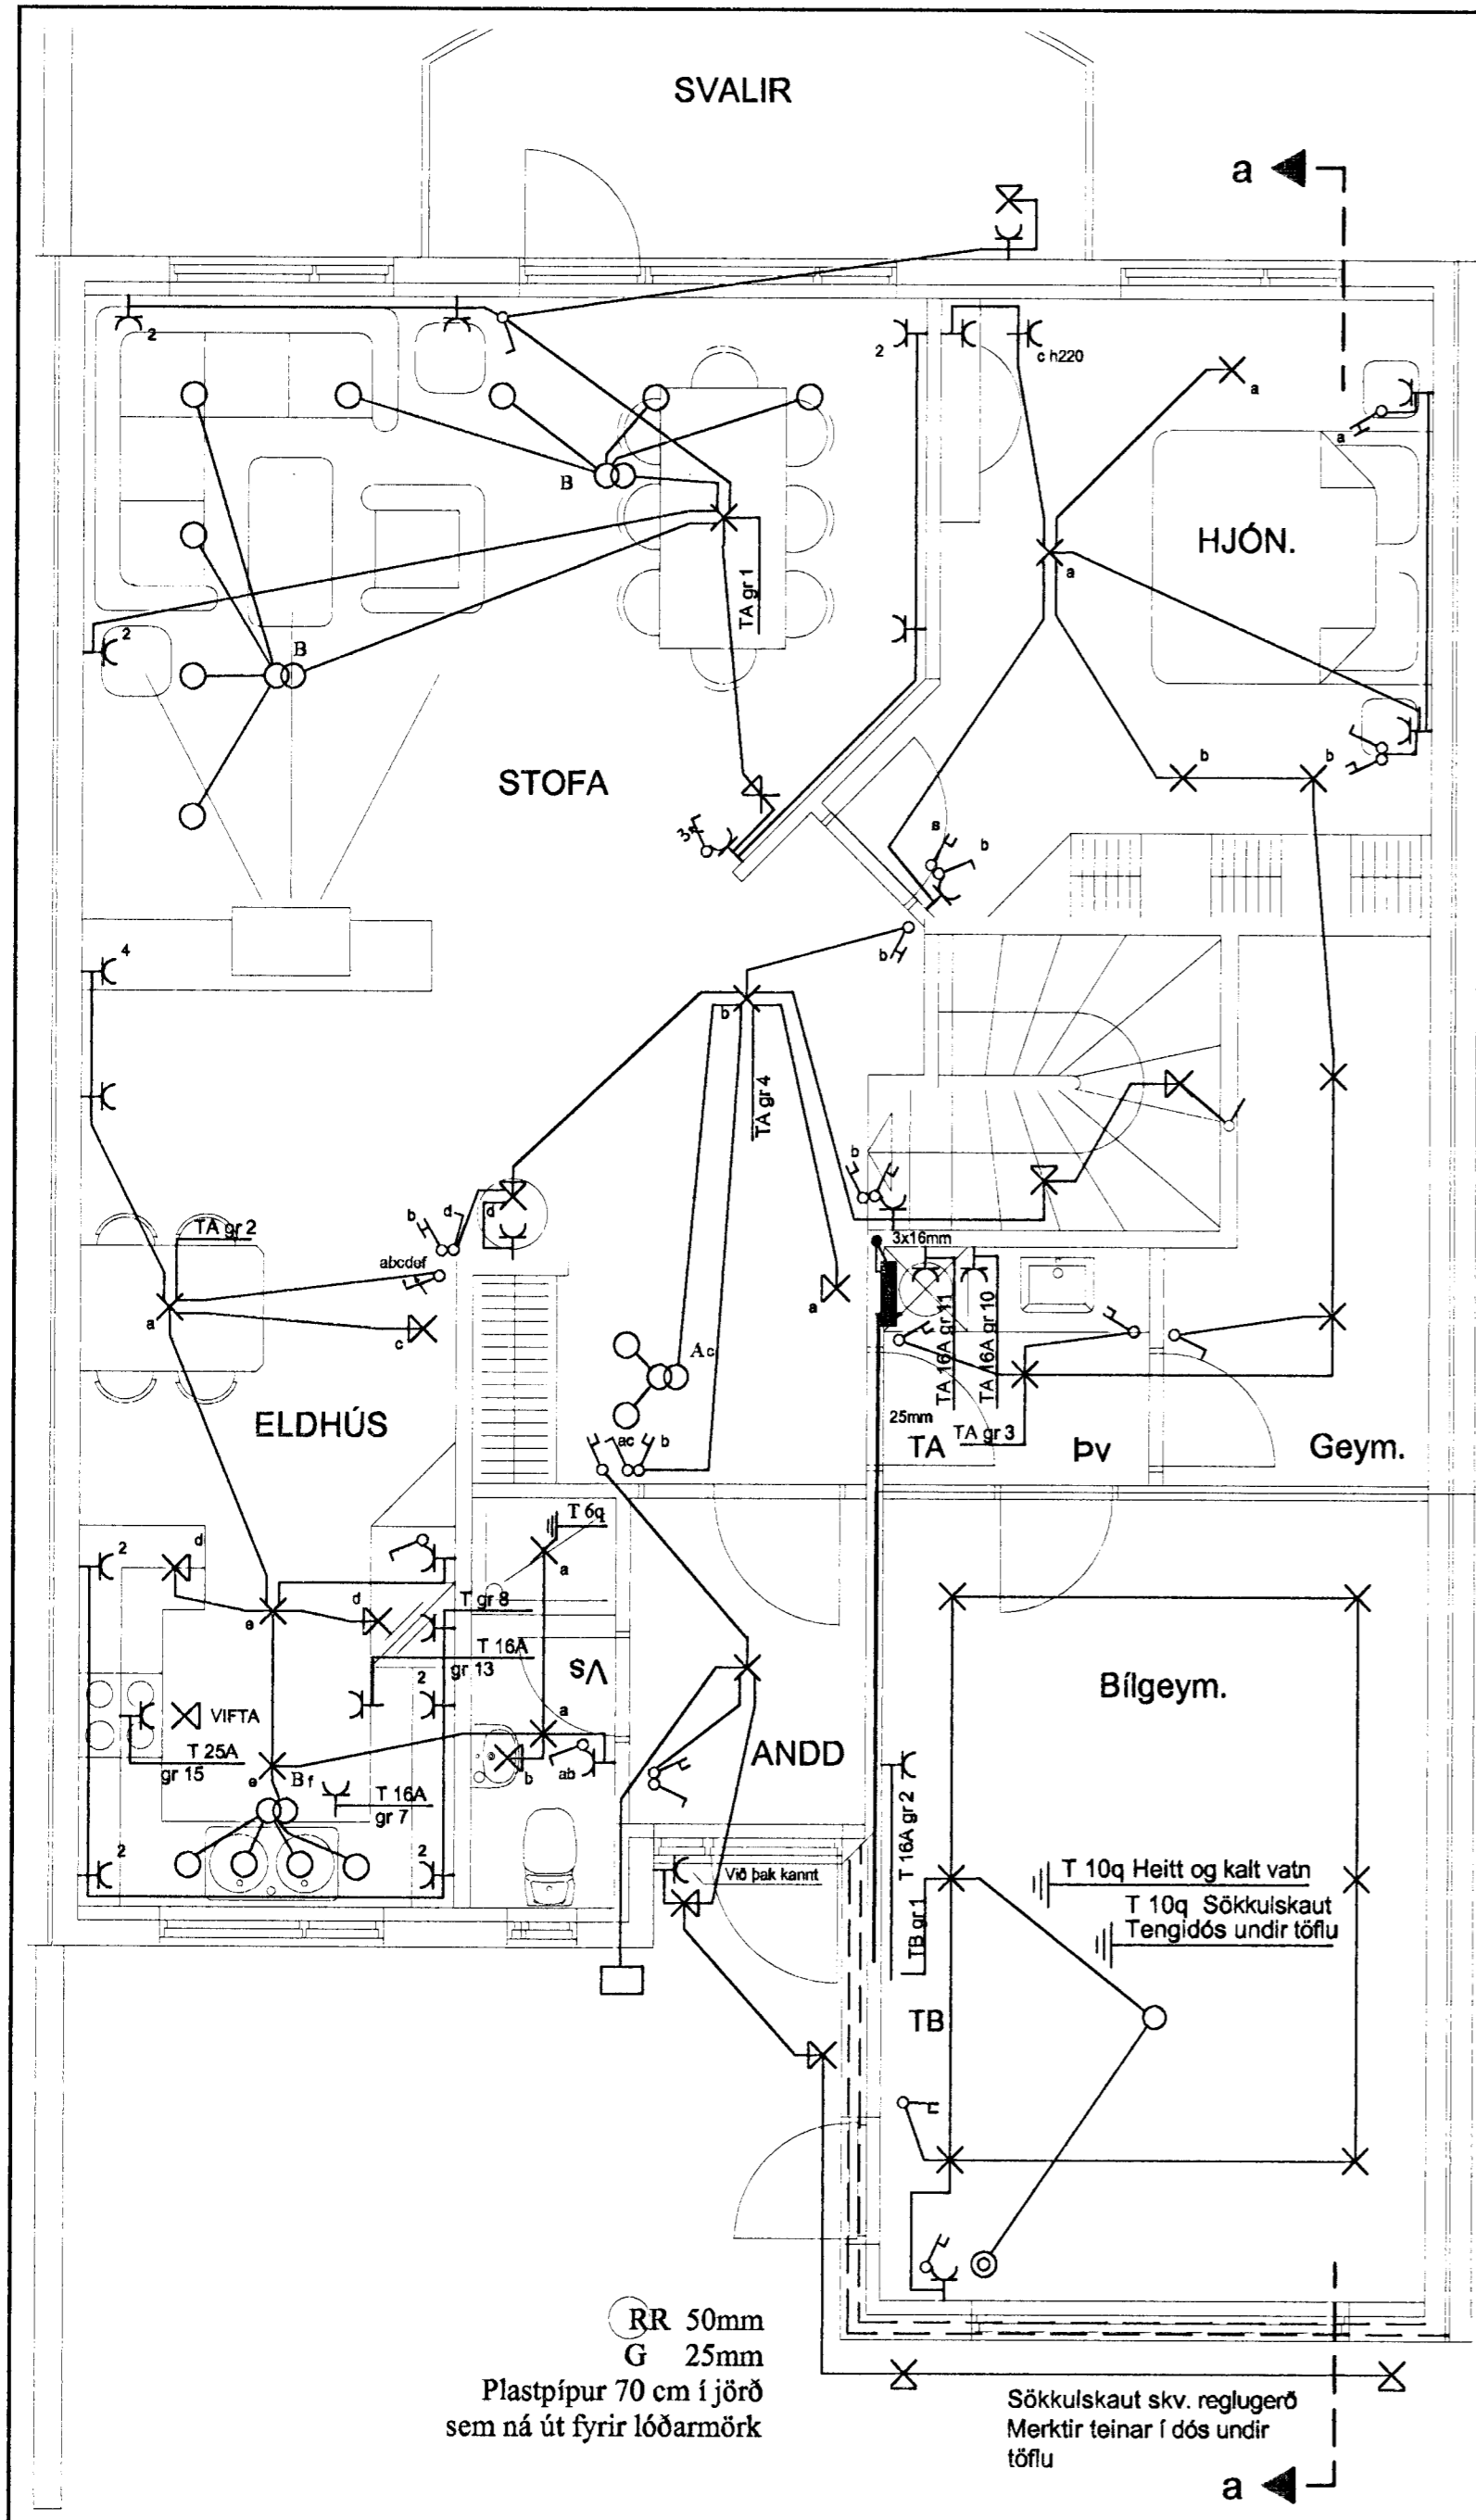 SVALIR
a
2
2
c h220
a
a
B
HJÓN.
a
TA gr 1
2
B
b
b
STOFA
3x
a
b
4
b
b
TA gr 4
b
b
d
d
TA gr 2
abcdef
3x16mm
a
c
a
Ac
TA 16A gr 11
TA 16A gr 10
ELDHÚS
25mm
TA gr 3
TA
Þv
Geym.
ac
b
T 6q
2
d
a
d
T gr 8
e
T 16A
gr 13
SA
2
a
Bílgeym.
VIFTA
ANDD
T 25A
gr 15
e
Bf
b
ab
T 16A
gr 7
T 16A gr 2
2
2
Við þak kannt
T 10q Heitt og kalt vatn
T 10q Sökkulskaut
Tengidós undir töflu
TB gr 1
TB
RR 50mm
G 25mm
Plastpípur 70 cm í jörð
sem ná út fyrir lóðarmörk
Sökkulskaut skv. reglugerð
Merktir teinar í dós undir
töflu
a